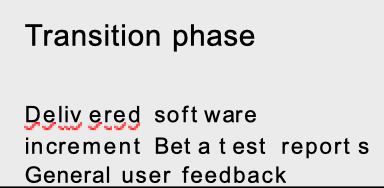 Transition phase
Deliv ered soft ware
increment Bet a t est report s
General user feedback